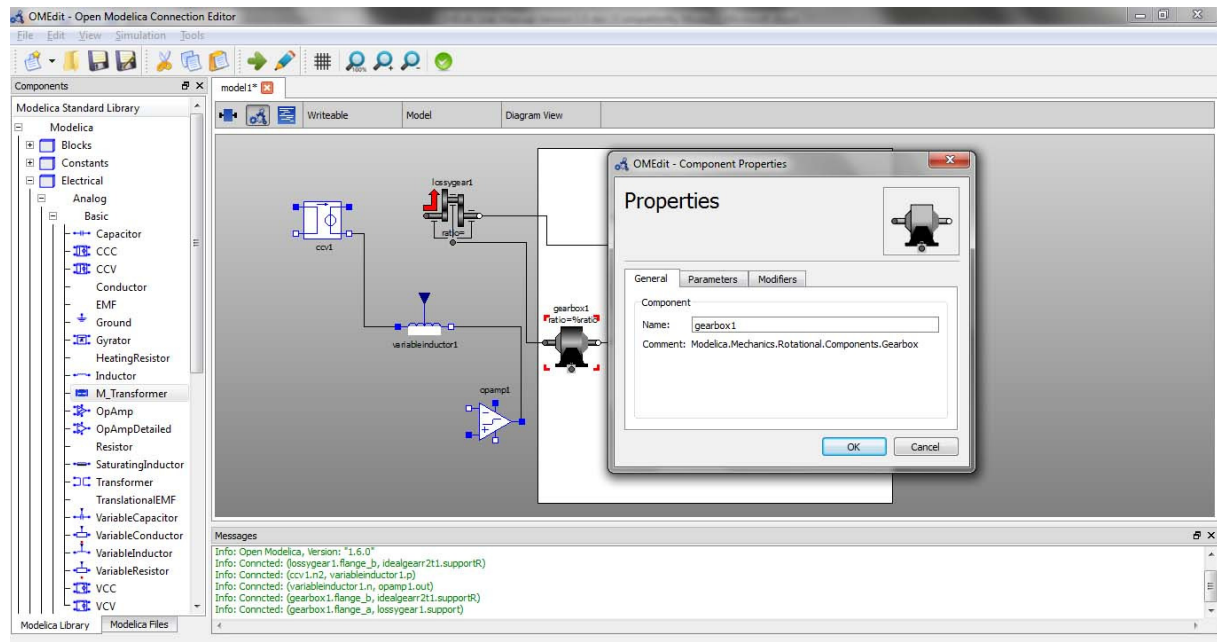 OMEdit - Open Modelica Connection Editor
File Edit View Simulation Tools
Components
model1*
Modelica Standard Library
Writeable Model Diagram View
Modelica
Blocks
Constants
Electrical
Analog
Basic
Capacitor
CCC
CCV
Conductor
EMF
Ground
Gyrator
HeatingResistor
Inductor
M_Transformer
OpAmp
OpAmpDetailed
Resistor
SaturatingInductor
Transformer
TranslationalEMF
VariableCapacitor
VariableConductor
VariableInductor
VariableResistor
VCC
VCV
Modelica Library Modelica Files
lossygear1
ratio=
ccv1
variableinductor1
gearbox1
ratio=%ratio
opamp1
OMEdit - Component Properties
Properties
General Parameters Modifiers
Component
Name: gearbox1
Comment: Modelica.Mechanics.Rotational.Components.Gearbox
OK Cancel
Messages
Info: Open Modelica, Version: "1.6.0"
Info: Conncted: (lossygear1.flange_b, idealgearr2t1.supportR)
Info: Conncted: (ccv1.n2, variableinductor1.p)
Info: Conncted: (variableinductor1.n, opamp1.out)
Info: Conncted: (gearbox1.flange_b, idealgearr2t1.supportR)
Info: Conncted: (gearbox1.flange_a, lossygear1.support)